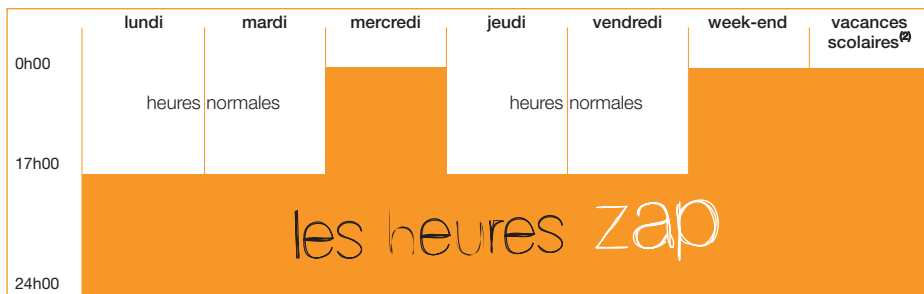 lundi mardi mercredi jeudi vendredi week-end vacances
scolaires(2)
0h00
heures normales heures normales
17h00
les heures zap
24h00